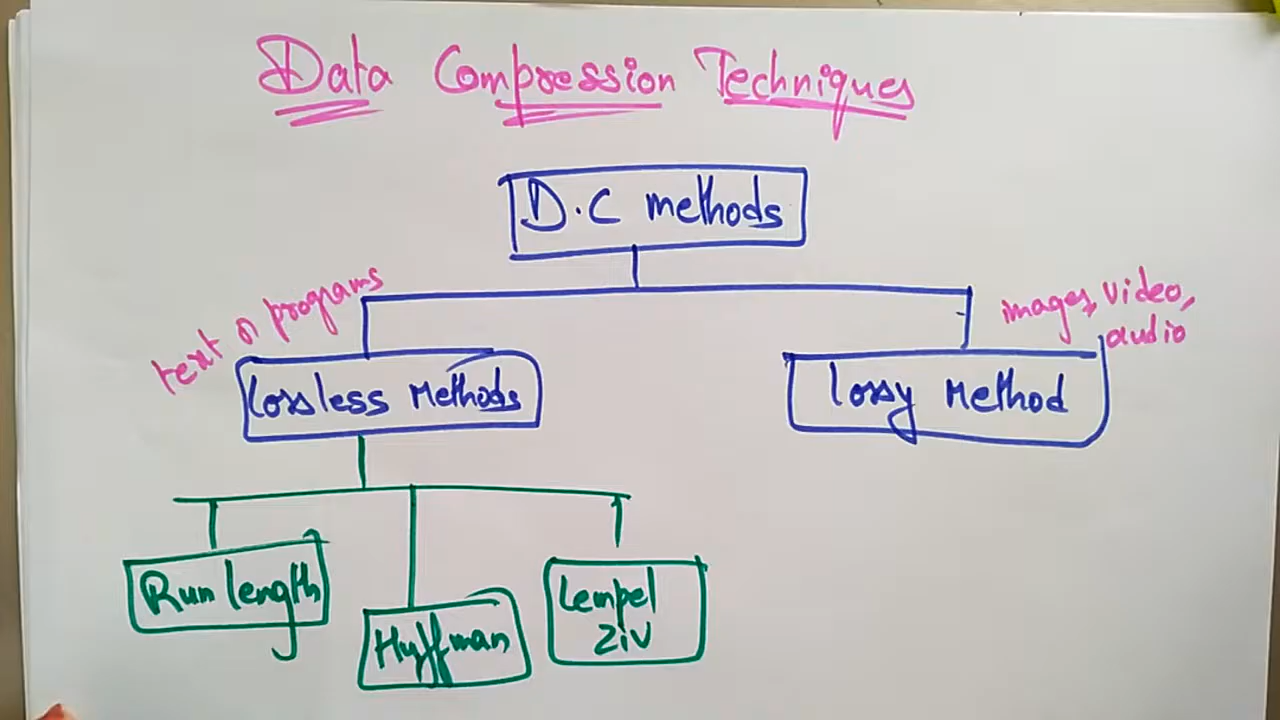 Data Compression Techniques
D.C methods
text or programs
images, video,
audio
Lossless Methods
lossy Method
Run length
Huffman
Lempel
Ziv